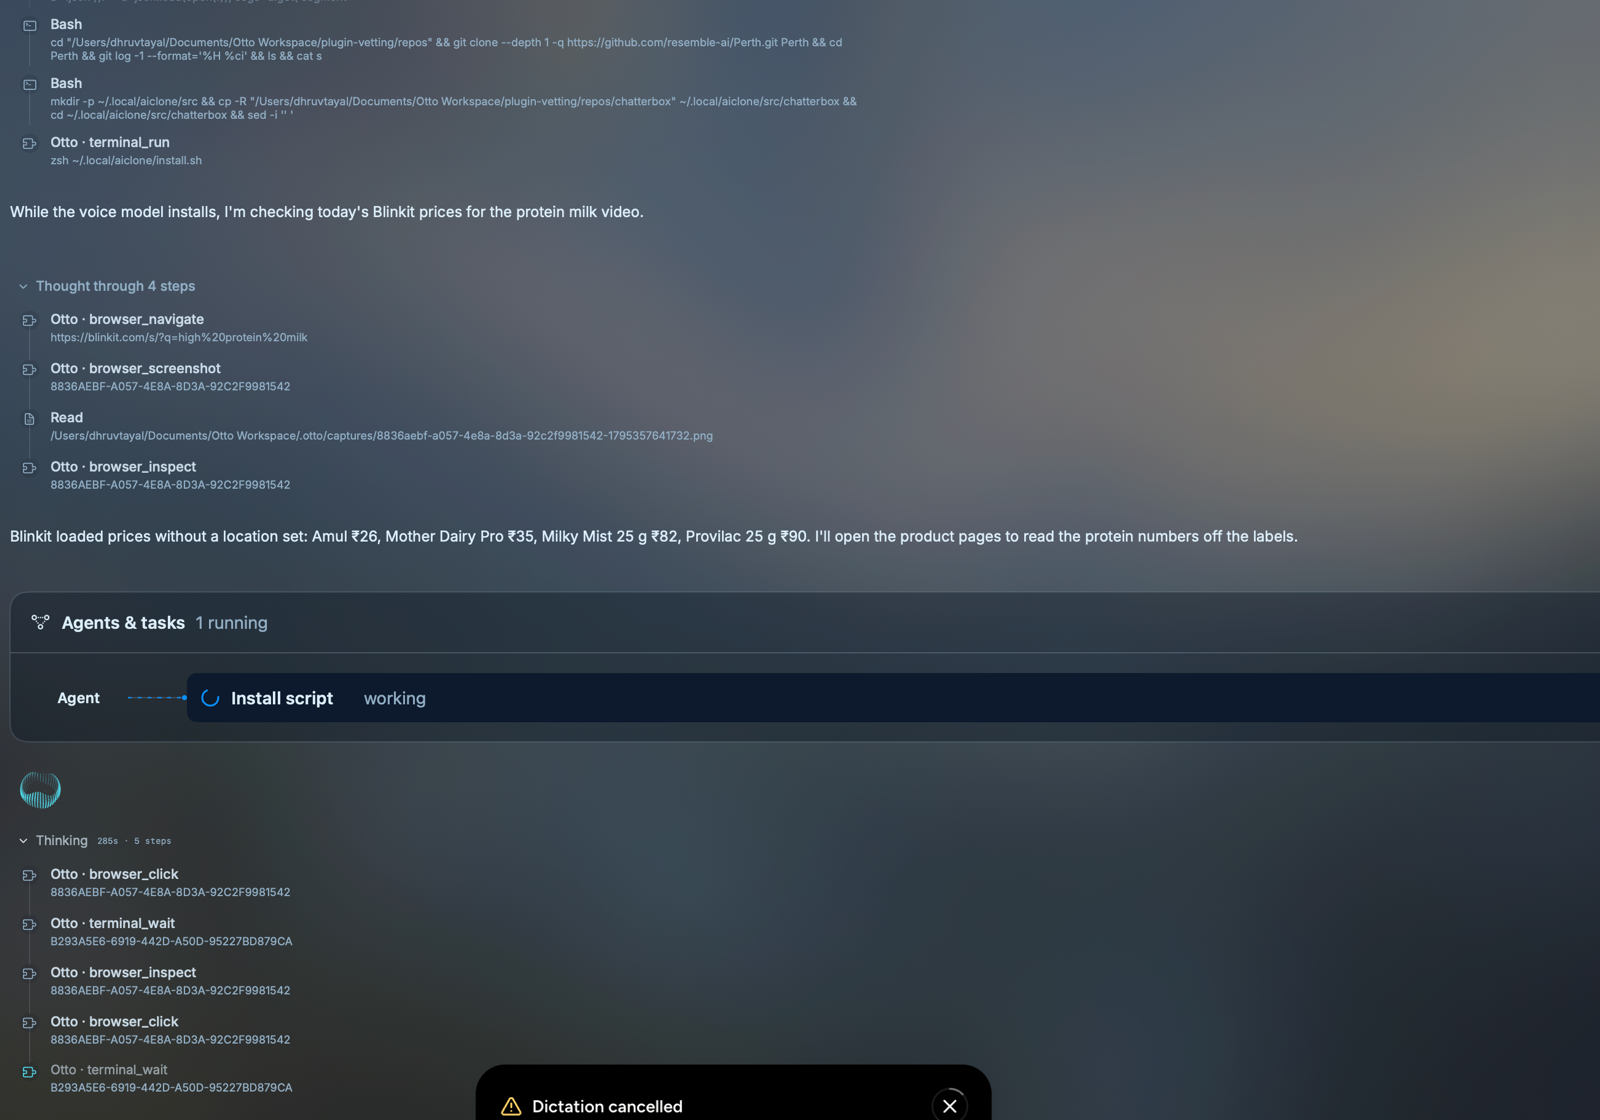 Bash
cd "/Users/dhruvtayal/Documents/Otto Workspace/plugin-vetting/repos" && git clone --depth 1 -q https://github.com/resemble-ai/Perth.git Perth && cd
Perth && git log -1 --format='%H %ci' && ls && cat s
Bash
mkdir -p ~/.local/aiclone/src && cp -R "/Users/dhruvtayal/Documents/Otto Workspace/plugin-vetting/repos/chatterbox" ~/.local/aiclone/src/chatterbox &&
cd ~/.local/aiclone/src/chatterbox && sed -i '' '
Otto · terminal_run
zsh ~/.local/aiclone/install.sh
While the voice model installs, I'm checking today's Blinkit prices for the protein milk video.
Thought through 4 steps
Otto · browser_navigate
https://blinkit.com/s/?q=high%20protein%20milk
Otto · browser_screenshot
8836AEBF-A057-4E8A-8D3A-92C2F9981542
Read
/Users/dhruvtayal/Documents/Otto Workspace/.otto/captures/8836aebf-a057-4e8a-8d3a-92c2f9981542-1795357641732.png
Otto · browser_inspect
8836AEBF-A057-4E8A-8D3A-92C2F9981542
Blinkit loaded prices without a location set: Amul ₹26, Mother Dairy Pro ₹35, Milky Mist 25 g ₹82, Provilac 25 g ₹90. I'll open the product pages to read the protein numbers off the labels.
Agents & tasks 1 running
Agent Install script working
Thinking 285s · 5 steps
Otto · browser_click
8836AEBF-A057-4E8A-8D3A-92C2F9981542
Otto · terminal_wait
B293A5E6-6919-442D-A50D-95227BD879CA
Otto · browser_inspect
8836AEBF-A057-4E8A-8D3A-92C2F9981542
Otto · browser_click
8836AEBF-A057-4E8A-8D3A-92C2F9981542
Otto · terminal_wait
B293A5E6-6919-442D-A50D-95227BD879CA
Dictation cancelled